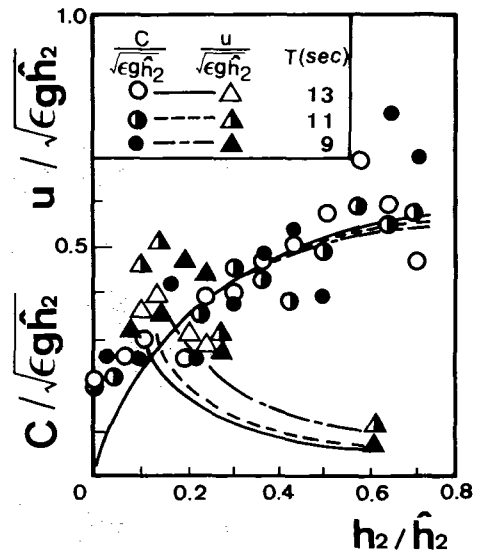 1.0
C/√εgĥ₂ u/√εgĥ₂ T(sec)
13
11
9
0.5
C/√εgĥ₂ u/√εgĥ₂
0 0.2 0.4 0.6 0.8
h₂/ĥ₂